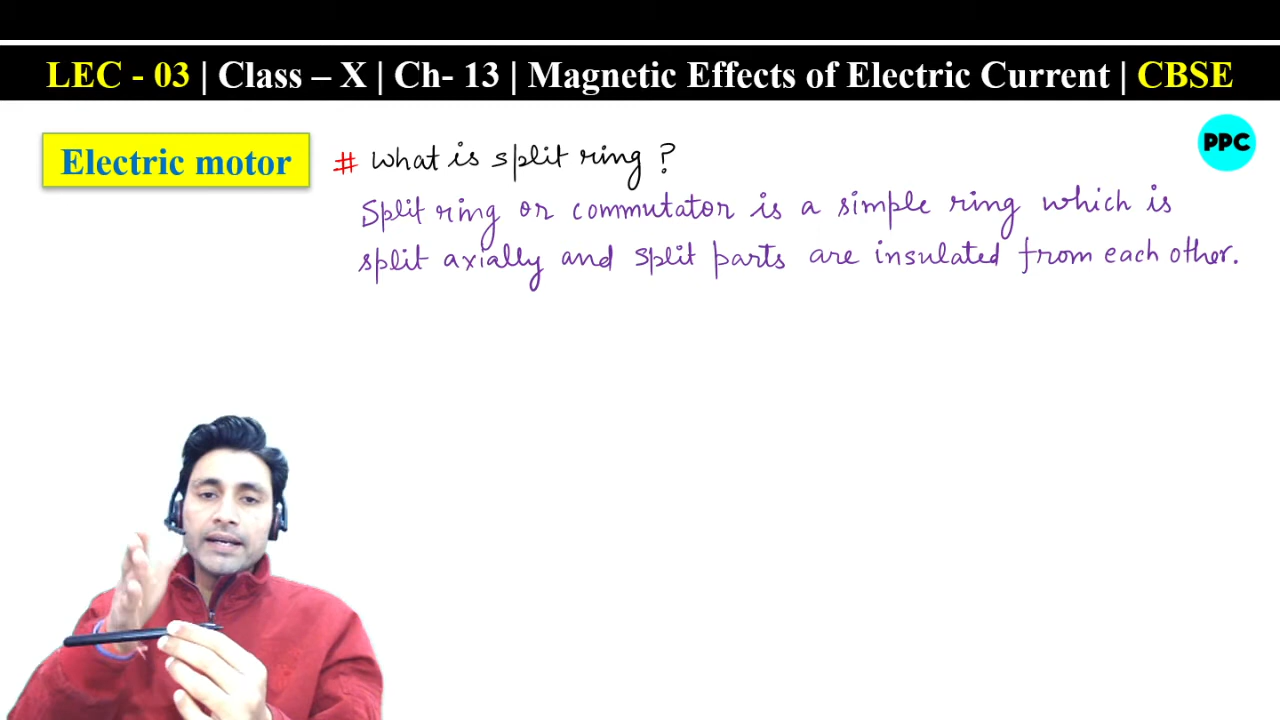 LEC - 03 | Class – X | Ch- 13 | Magnetic Effects of Electric Current | CBSE
PPC
Electric motor
# What is split ring ?
Split ring or commutator is a simple ring which is
split axially and split parts are insulated from each other.